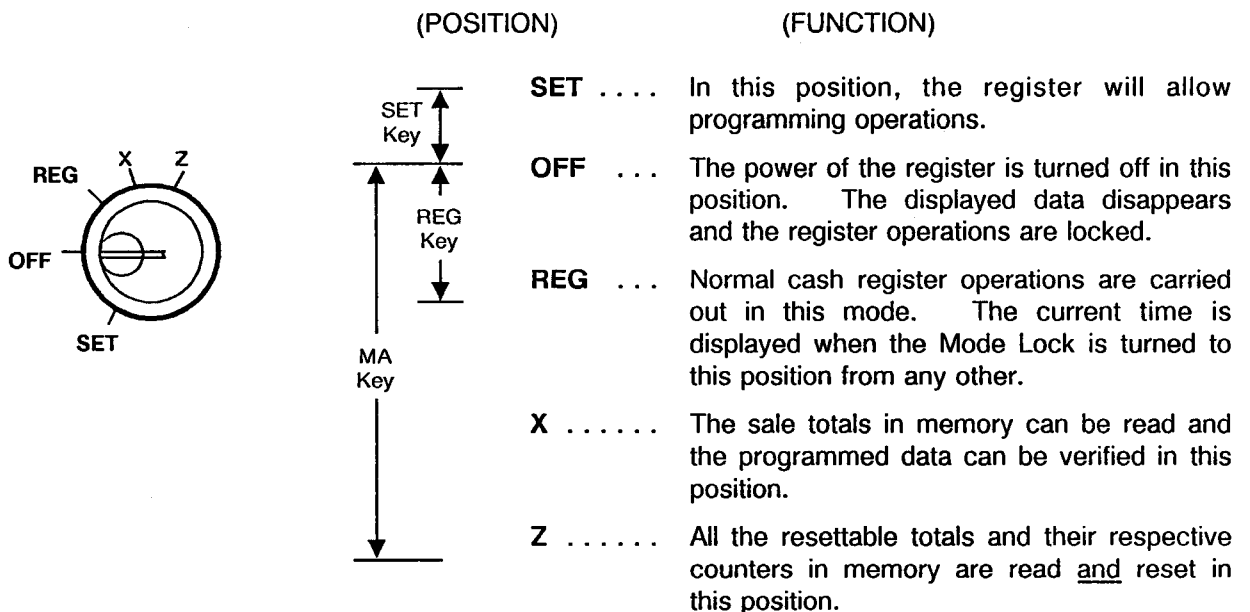 (POSITION) (FUNCTION)
SET .... In this position, the register will allow
programming operations.
OFF ... The power of the register is turned off in this
position. The displayed data disappears
and the register operations are locked.
REG ... Normal cash register operations are carried
out in this mode. The current time is
displayed when the Mode Lock is turned to
this position from any other.
X ...... The sale totals in memory can be read and
the programmed data can be verified in this
position.
Z ...... All the resettable totals and their respective
counters in memory are read and reset in
this position.
SET
Key
REG
Key
MA
Key
X Z
REG
OFF
SET